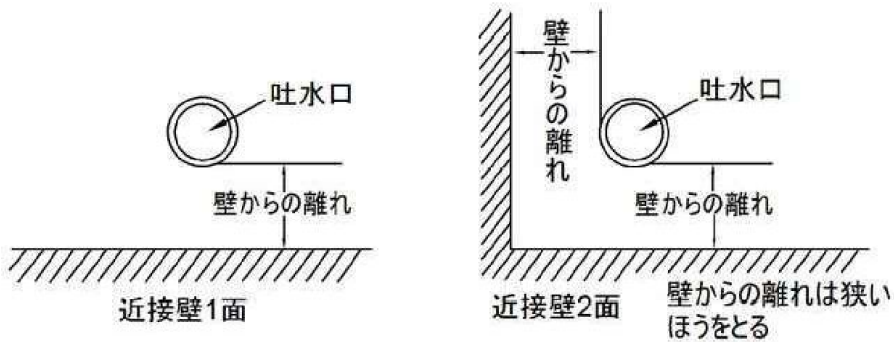 吐水口
壁からの離れ
近接壁1面
壁からの離れ
吐水口
壁からの離れ
近接壁2面
壁からの離れは狭い
ほうをとる